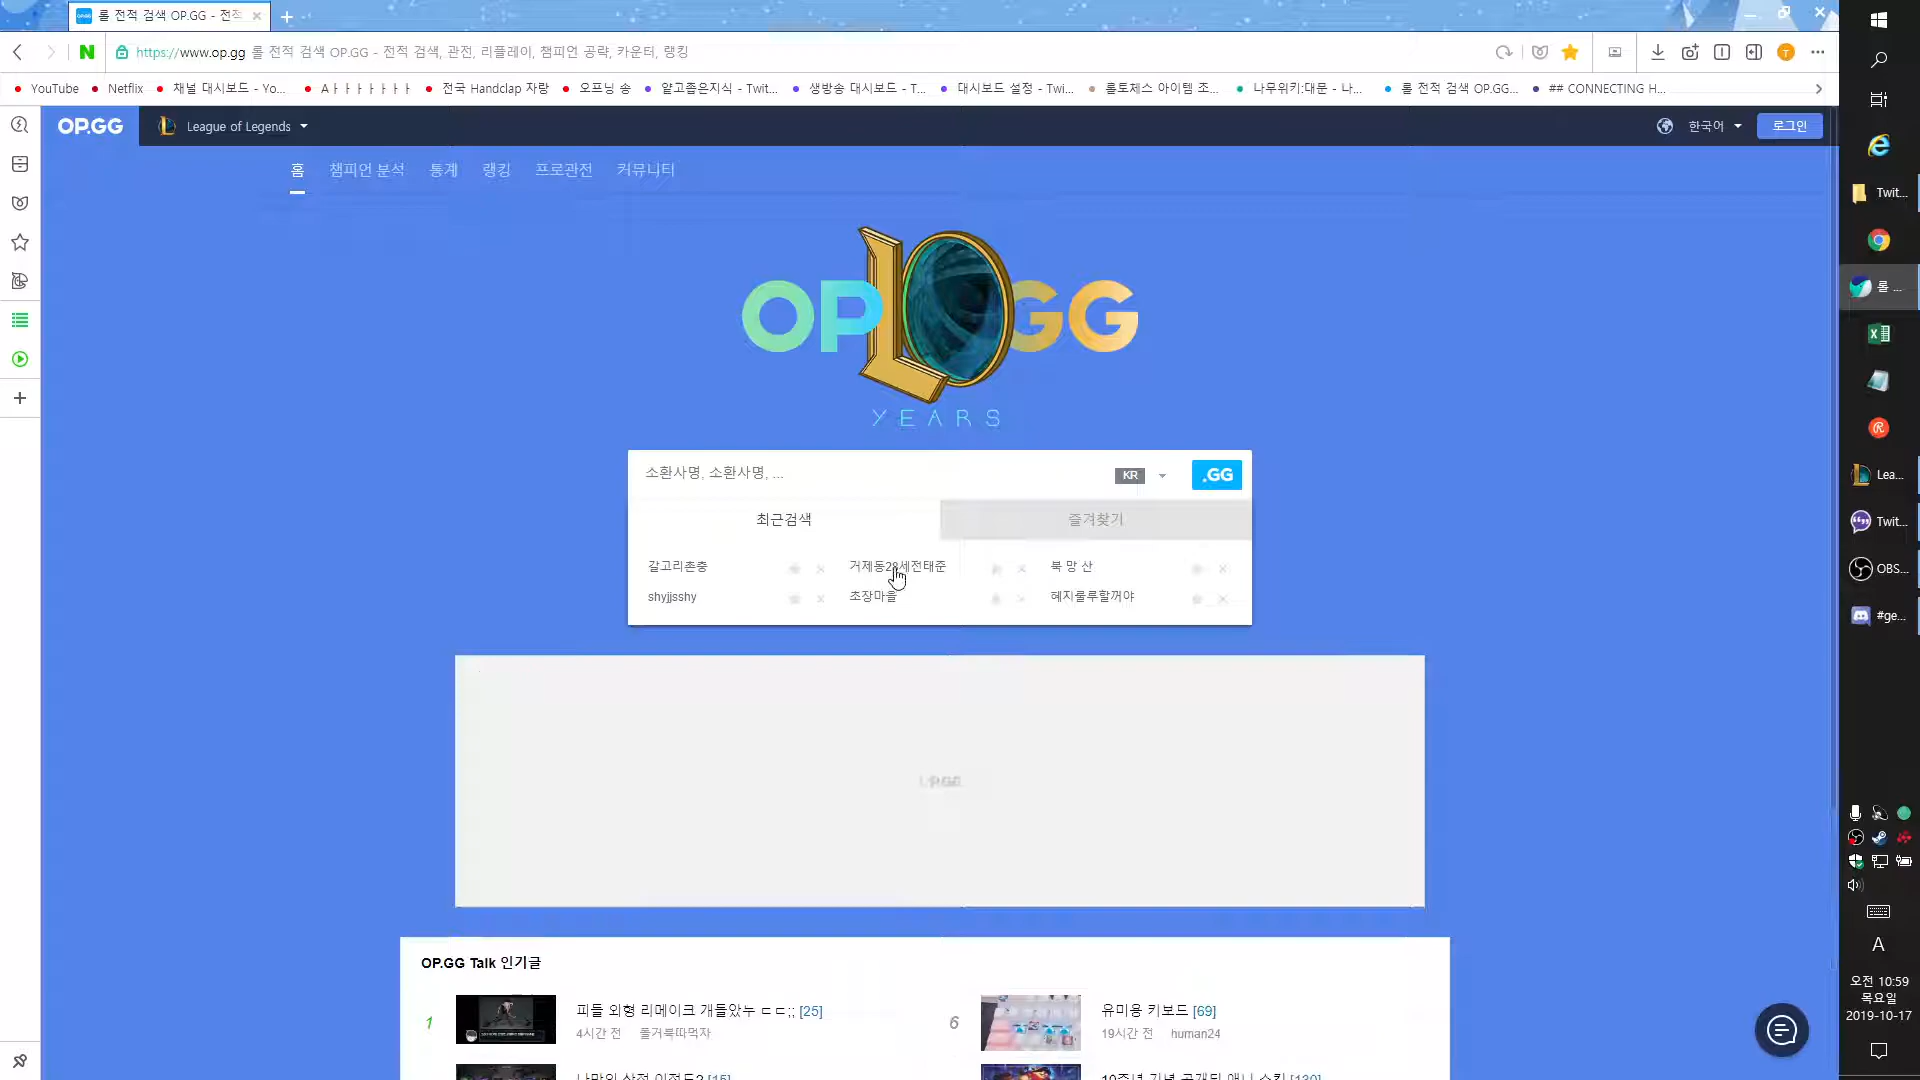 롤 전적 검색 OP.GG - 전적
https://www.op.gg 롤 전적 검색 OP.GG - 전적 검색, 관전, 리플레이, 챔피언 공략, 카운터, 랭킹
YouTube Netflix 채널 대시보드 - Yo... A ㅏㅏㅏㅏㅏㅏㅏ 전국 Handclap 자랑 오프닝 송 얕고좁은지식 - Twit... 생방송 대시보드 - T... 대시보드 설정 - Twi... 롤토체스 아이템 조... 나무위키:대문 - 나... 롤 전적 검색 OP.GG... ## CONNECTING H...
OP.GG League of Legends 한국어 로그인
홈 챔피언 분석 통계 랭킹 프로관전 커뮤니티
OP LO GG
YEARS
소환사명, 소환사명, ... KR .GG
최근검색 즐겨찾기
갈고리촌충 거제동28세전태준 북 망 산
shyjjsshy 초장마을 혜지룰루할꺼야
OP.GG
OP.GG Talk 인기글
1 피들 외형 리메이크 개들았누 ㄷㄷ;; [25]
4시간 전 돌거북따먹자
6 유미용 키보드 [69]
19시간 전 human24
Twit...
롤 ...
Lea...
Twit...
OBS...
#ge...
A
오전 10:59
목요일
2019-10-17